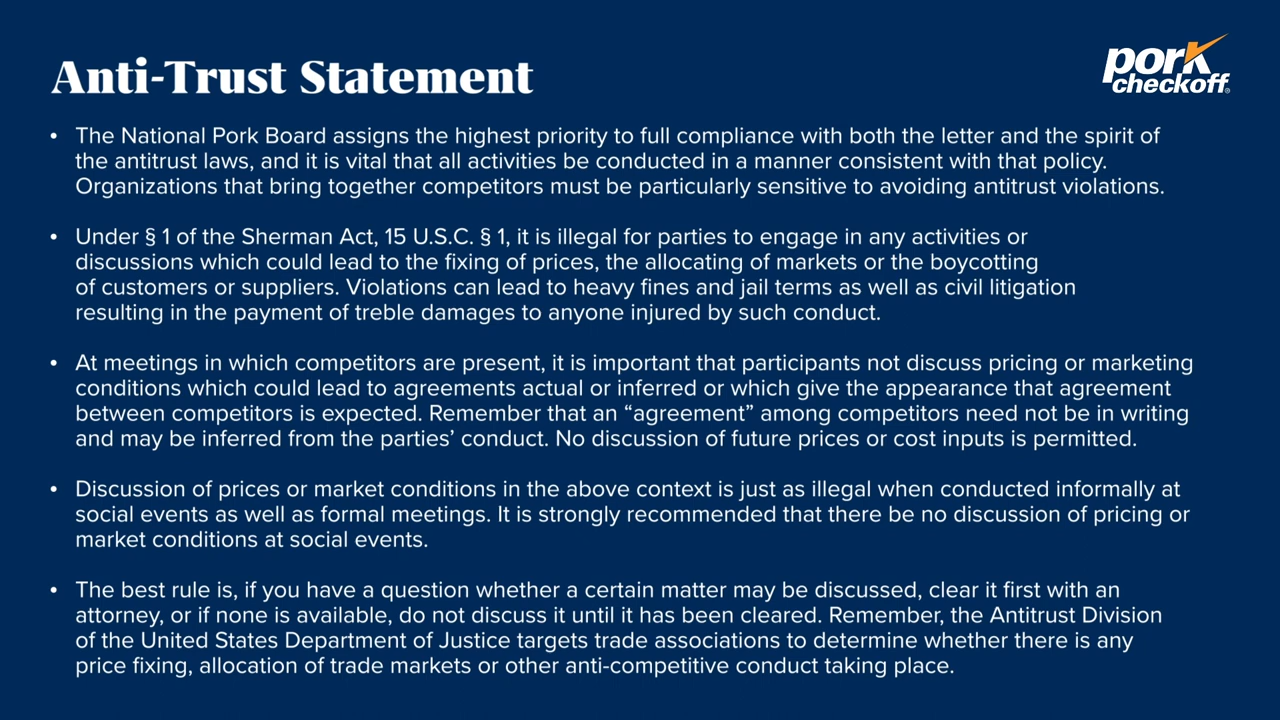 Anti-Trust Statement
pork
checkoff®
• The National Pork Board assigns the highest priority to full compliance with both the letter and the spirit of
the antitrust laws, and it is vital that all activities be conducted in a manner consistent with that policy.
Organizations that bring together competitors must be particularly sensitive to avoiding antitrust violations.
• Under § 1 of the Sherman Act, 15 U.S.C. § 1, it is illegal for parties to engage in any activities or
discussions which could lead to the fixing of prices, the allocating of markets or the boycotting
of customers or suppliers. Violations can lead to heavy fines and jail terms as well as civil litigation
resulting in the payment of treble damages to anyone injured by such conduct.
• At meetings in which competitors are present, it is important that participants not discuss pricing or marketing
conditions which could lead to agreements actual or inferred or which give the appearance that agreement
between competitors is expected. Remember that an “agreement” among competitors need not be in writing
and may be inferred from the parties’ conduct. No discussion of future prices or cost inputs is permitted.
• Discussion of prices or market conditions in the above context is just as illegal when conducted informally at
social events as well as formal meetings. It is strongly recommended that there be no discussion of pricing or
market conditions at social events.
• The best rule is, if you have a question whether a certain matter may be discussed, clear it first with an
attorney, or if none is available, do not discuss it until it has been cleared. Remember, the Antitrust Division
of the United States Department of Justice targets trade associations to determine whether there is any
price fixing, allocation of trade markets or other anti-competitive conduct taking place.